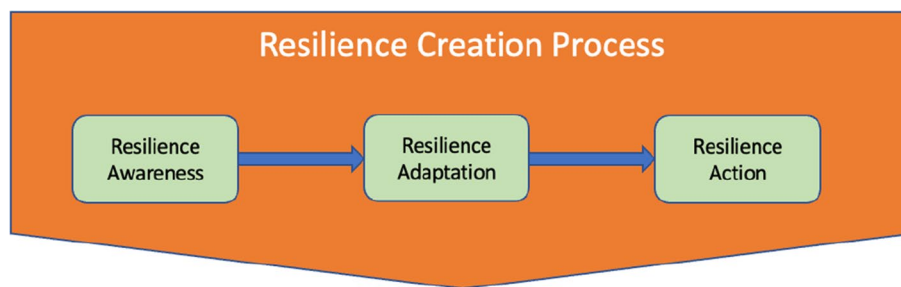 Resilience Creation Process
Resilience
Awareness
Resilience
Adaptation
Resilience
Action